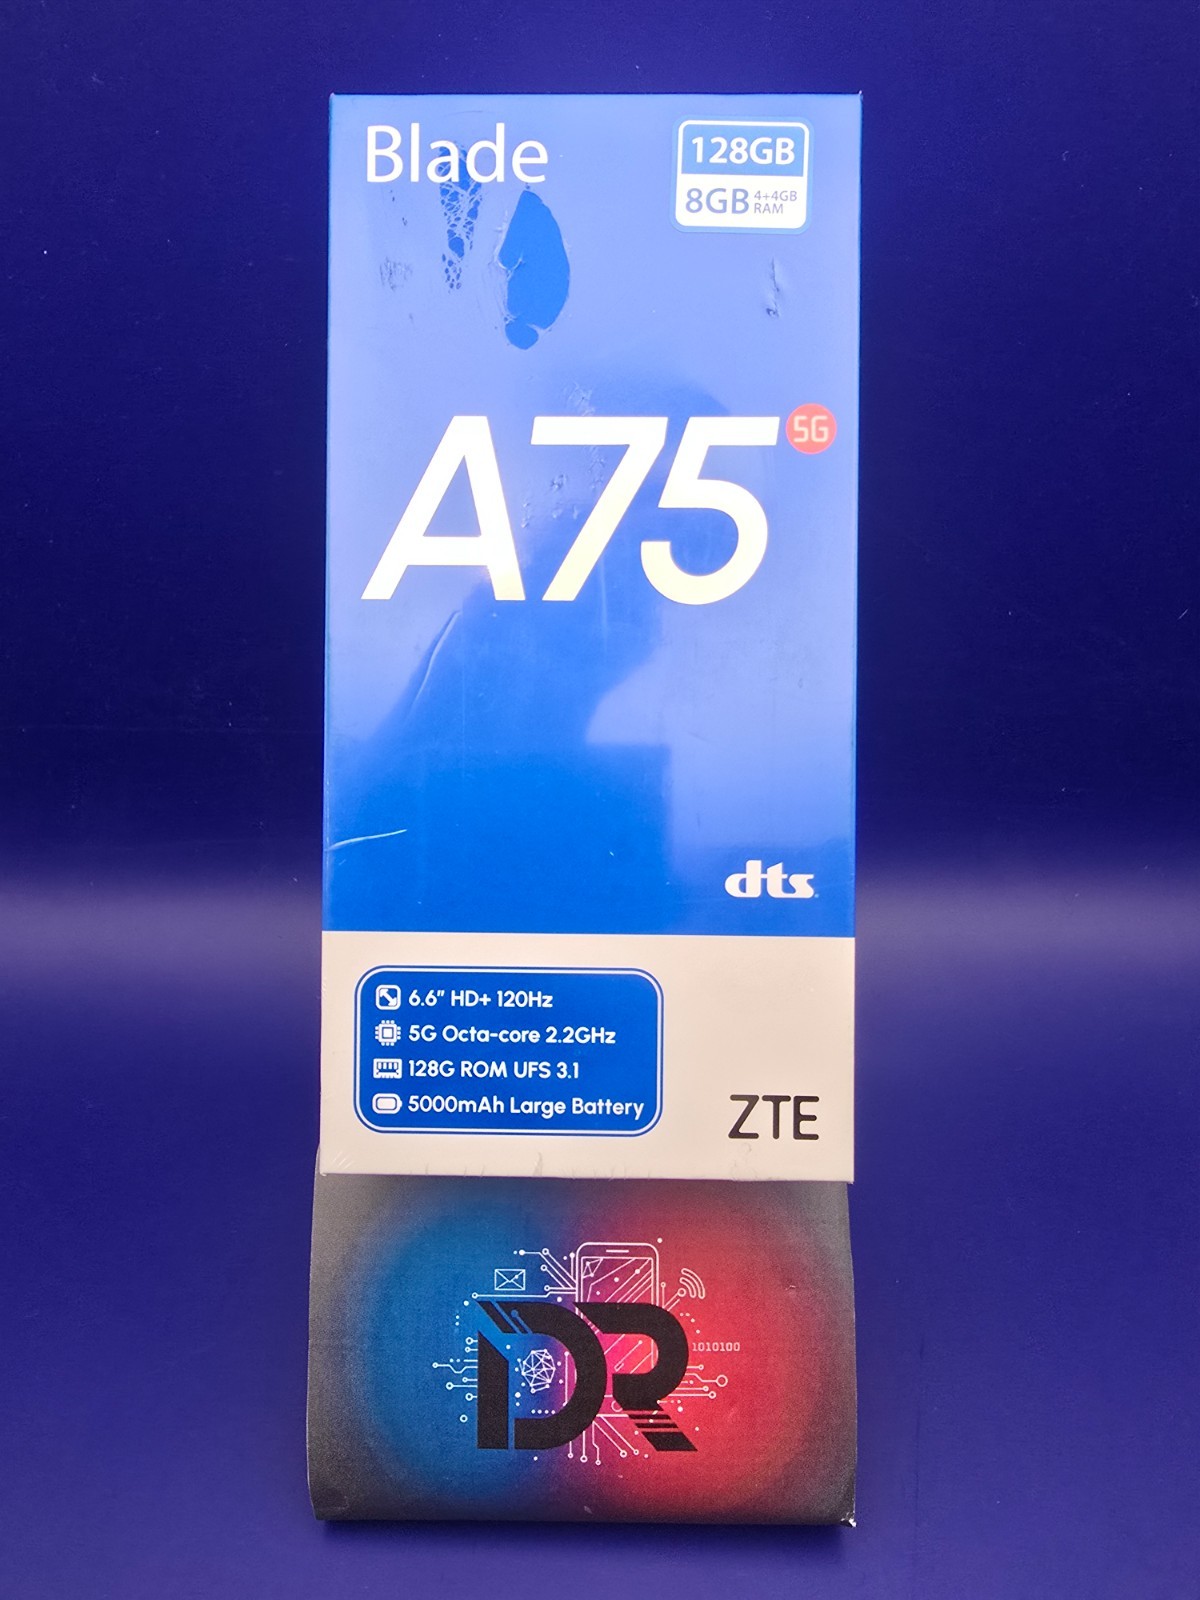 Blade
128GB
8GB 4+4GB RAM
A75 5G
dts
6.6" HD+ 120Hz
5G Octa-core 2.2GHz
128G ROM UFS 3.1
5000mAh Large Battery
ZTE
1010100
DR